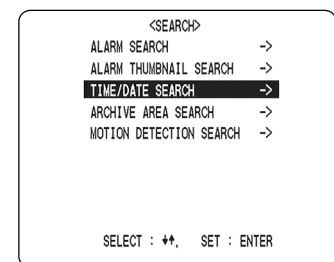 <SEARCH>
ALARM SEARCH ->
ALARM THUMBNAIL SEARCH ->
TIME/DATE SEARCH ->
ARCHIVE AREA SEARCH ->
MOTION DETECTION SEARCH ->
SELECT : ↓↑, SET : ENTER